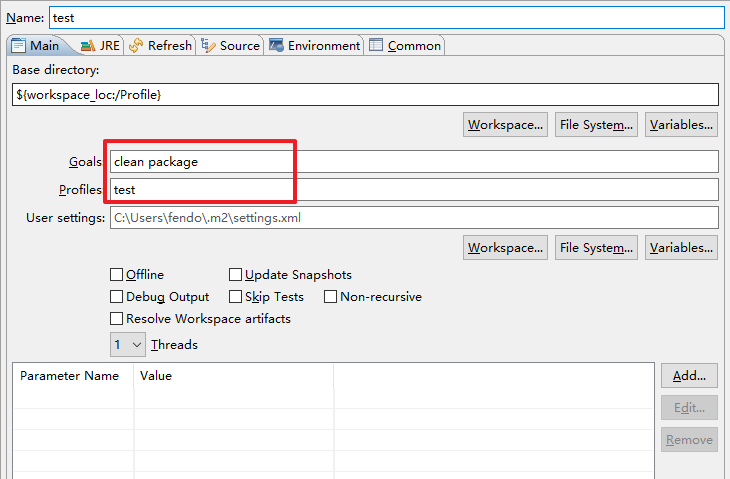 Name: test
Main JRE Refresh Source Environment Common
Base directory:
${workspace_loc:/Profile}
Workspace... File System... Variables...
Goals: clean package
Profiles: test
User settings: C:\Users\fendo\.m2\settings.xml
Workspace... File System... Variables...
Offline Update Snapshots
Debug Output Skip Tests Non-recursive
Resolve Workspace artifacts
1 Threads
Parameter Name Value Add...
Edit...
Remove